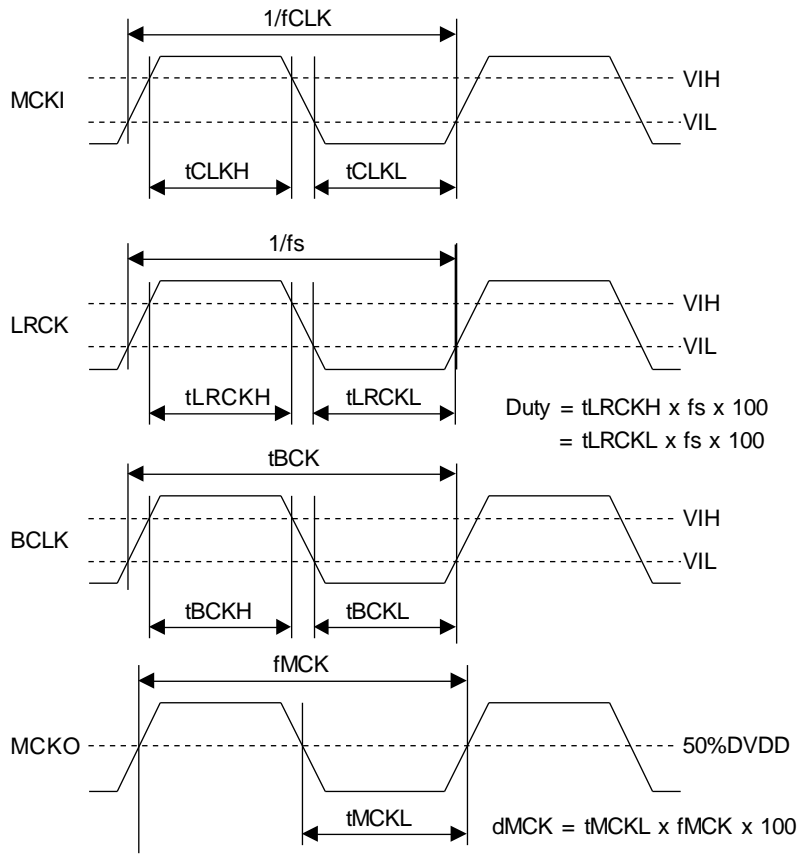 1/fCLK
MCKI
VIH
VIL
tCLKH
tCLKL
1/fs
LRCK
VIH
VIL
tLRCKH
tLRCKL
Duty = tLRCKH x fs x 100
= tLRCKL x fs x 100
tBCK
BCLK
VIH
VIL
tBCKH
tBCKL
fMCK
MCKO
50%DVDD
tMCKL
dMCK = tMCKL x fMCK x 100